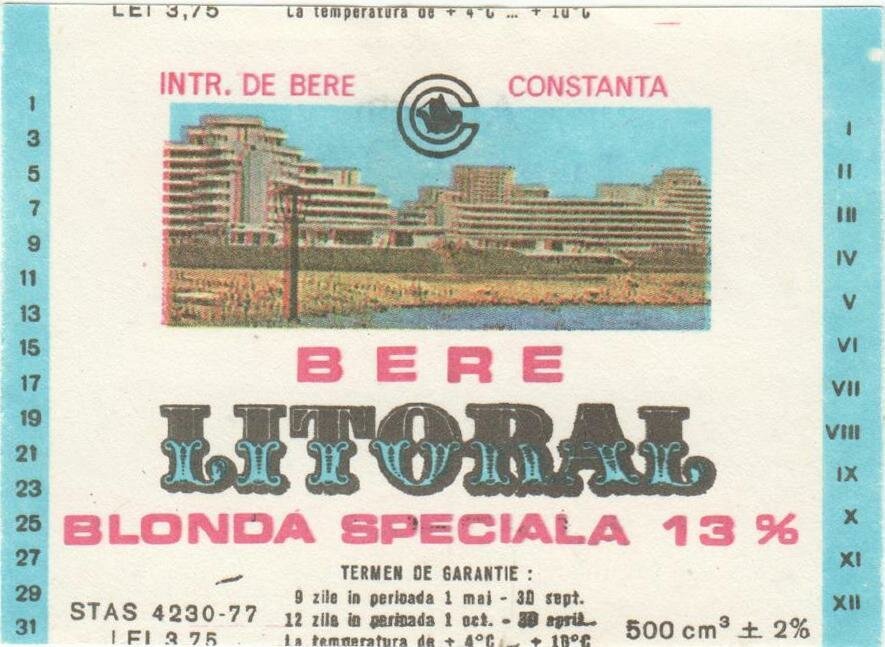 LEI 3,75
La temperatura de + 4°C ... + 10°C
INTR. DE BERE CONSTANTA
1
3
5
7
9
11
13
15
17
19
21
23
25
27
29
31
I
II
III
IV
V
VI
VII
VIII
IX
X
XI
XII
BERE
LITORAL
BLONDA SPECIALA 13 %
TERMEN DE GARANTIE :
9 zile in perioada 1 mai - 30 sept.
12 zile in perioada 1 oct. - 30 aprilie
STAS 4230-77
500 cm³ ± 2%
LEI 3,75
La temperatura de + 4°C ... + 10°C